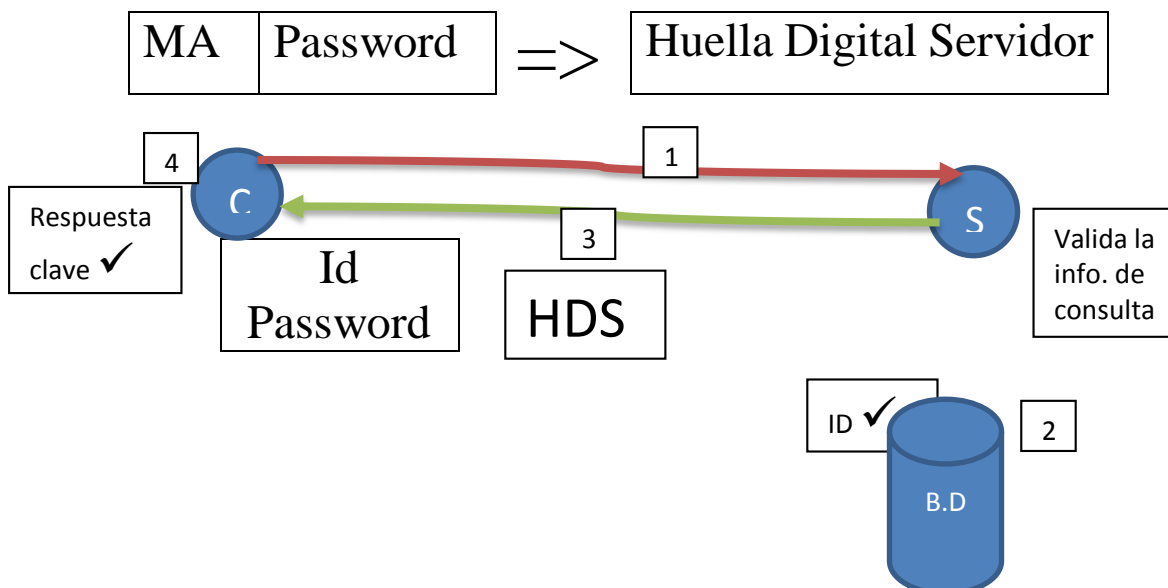 MA Password => Huella Digital Servidor
4
1
C
S
Respuesta
clave ✓
3
Id
Password
HDS
Valida la
info. de
consulta
ID ✓
2
B.D